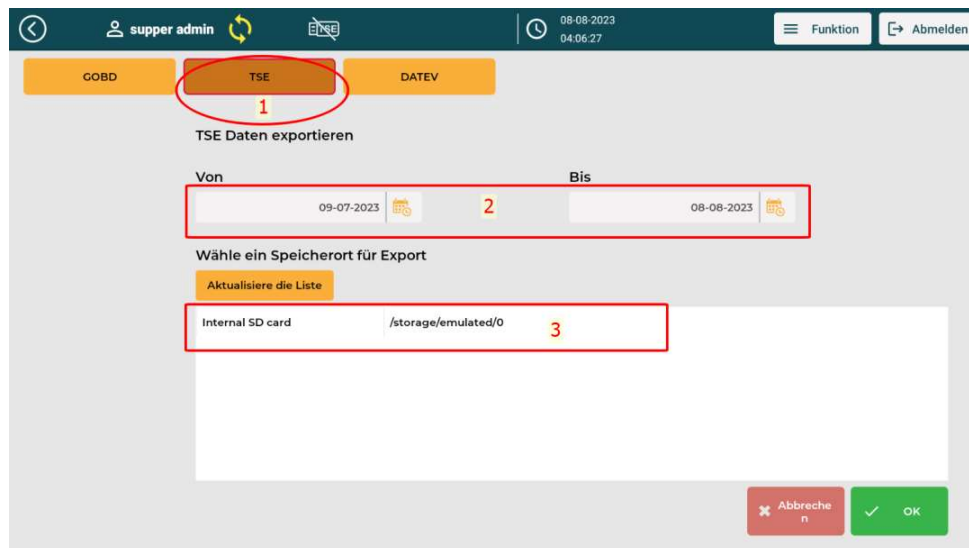 supper admin
TSE
08-08-2023
04:06:27
Funktion
Abmelden
GOBD
TSE
DATEV
1
TSE Daten exportieren
Von
Bis
09-07-2023
2
08-08-2023
Wähle ein Speicherort für Export
Aktualisiere die Liste
Internal SD card
/storage/emulated/0
3
Abbreche
n
OK